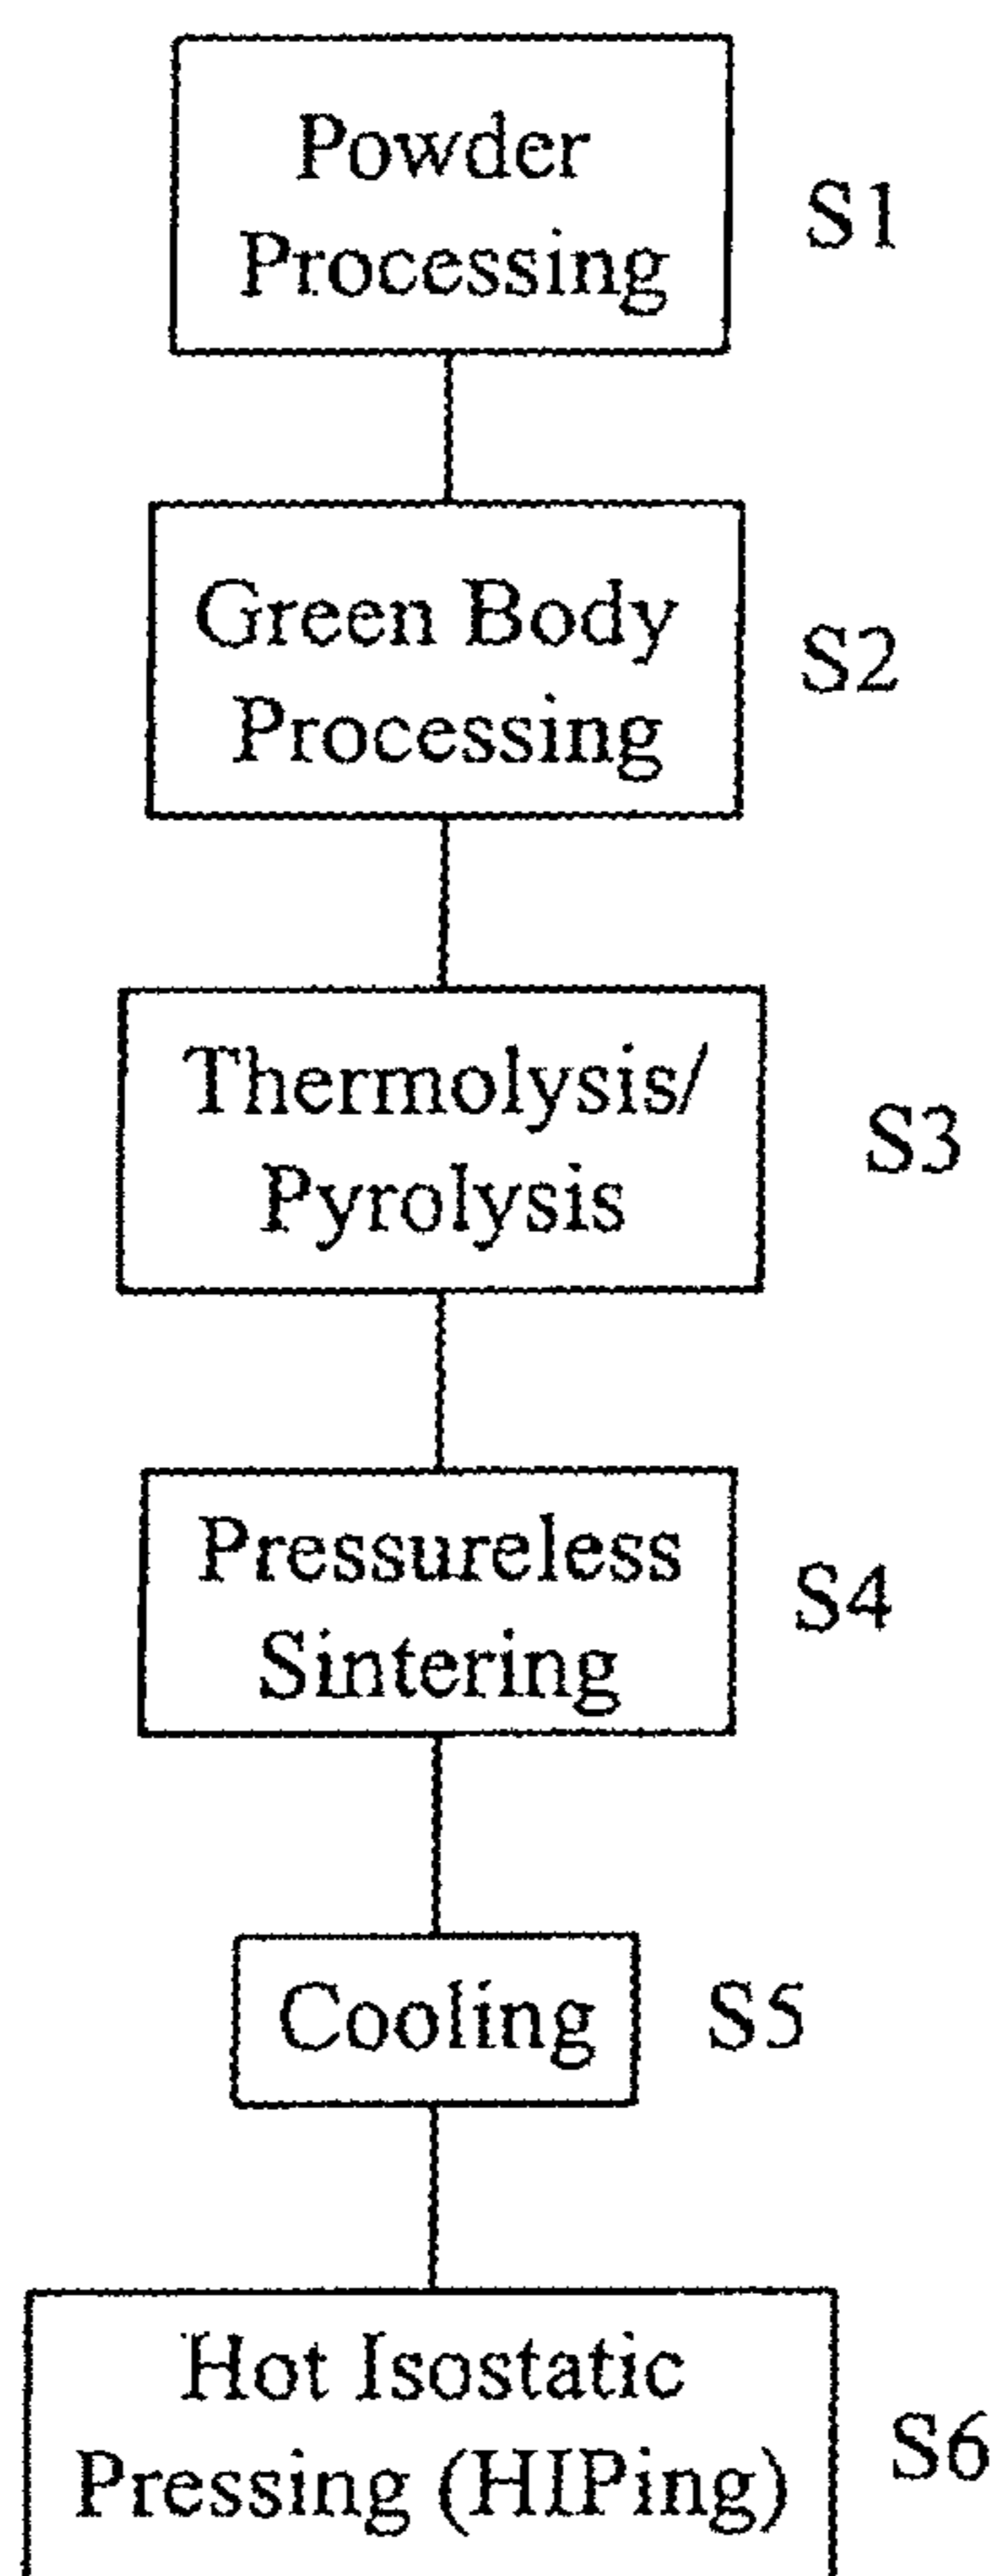 Powder
Processing
S1
Green Body
Processing
S2
Thermolysis/
Pyrolysis
S3
Pressureless
Sintering
S4
Cooling
S5
Hot Isostatic
Pressing (HIPing)
S6